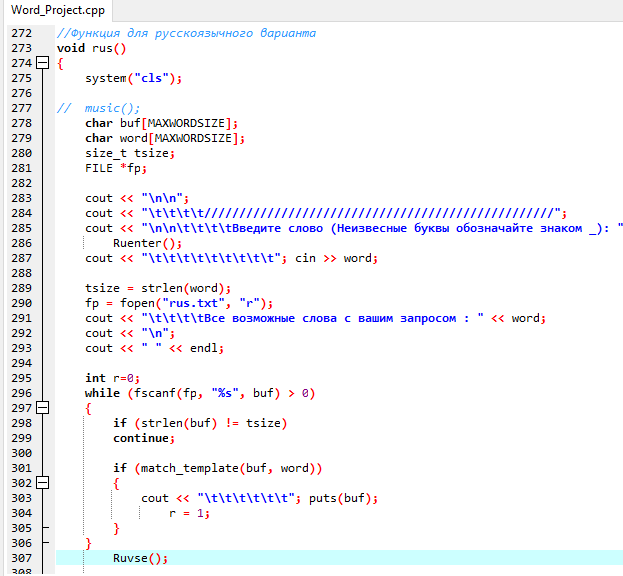 Word_Project.cpp
272 //Функция для русскоязычного варианта
273 void rus()
274 {
275 system("cls");
276
277 // music();
278 char buf[MAXWORDSIZE];
279 char word[MAXWORDSIZE];
280 size_t tsize;
281 FILE *fp;
282
283 cout << "\n\n";
284 cout << "\t\t\t\t//////////////////////////////////////////////////";
285 cout << "\n\n\t\t\t\tВведите слово (Неизвесные буквы обозначайте знаком _): "
286 Ruenter();
287 cout << "\t\t\t\t\t\t\t\t\t"; cin >> word;
288
289 tsize = strlen(word);
290 fp = fopen("rus.txt", "r");
291 cout << "\t\t\t\tВсе возможные слова с вашим запросом : " << word;
292 cout << "\n";
293 cout << " " << endl;
294
295 int r=0;
296 while (fscanf(fp, "%s", buf) > 0)
297 {
298 if (strlen(buf) != tsize)
299 continue;
300
301 if (match_template(buf, word))
302 {
303 cout << "\t\t\t\t\t\t"; puts(buf);
304 r = 1;
305 }
306 }
307 Ruvse();
308